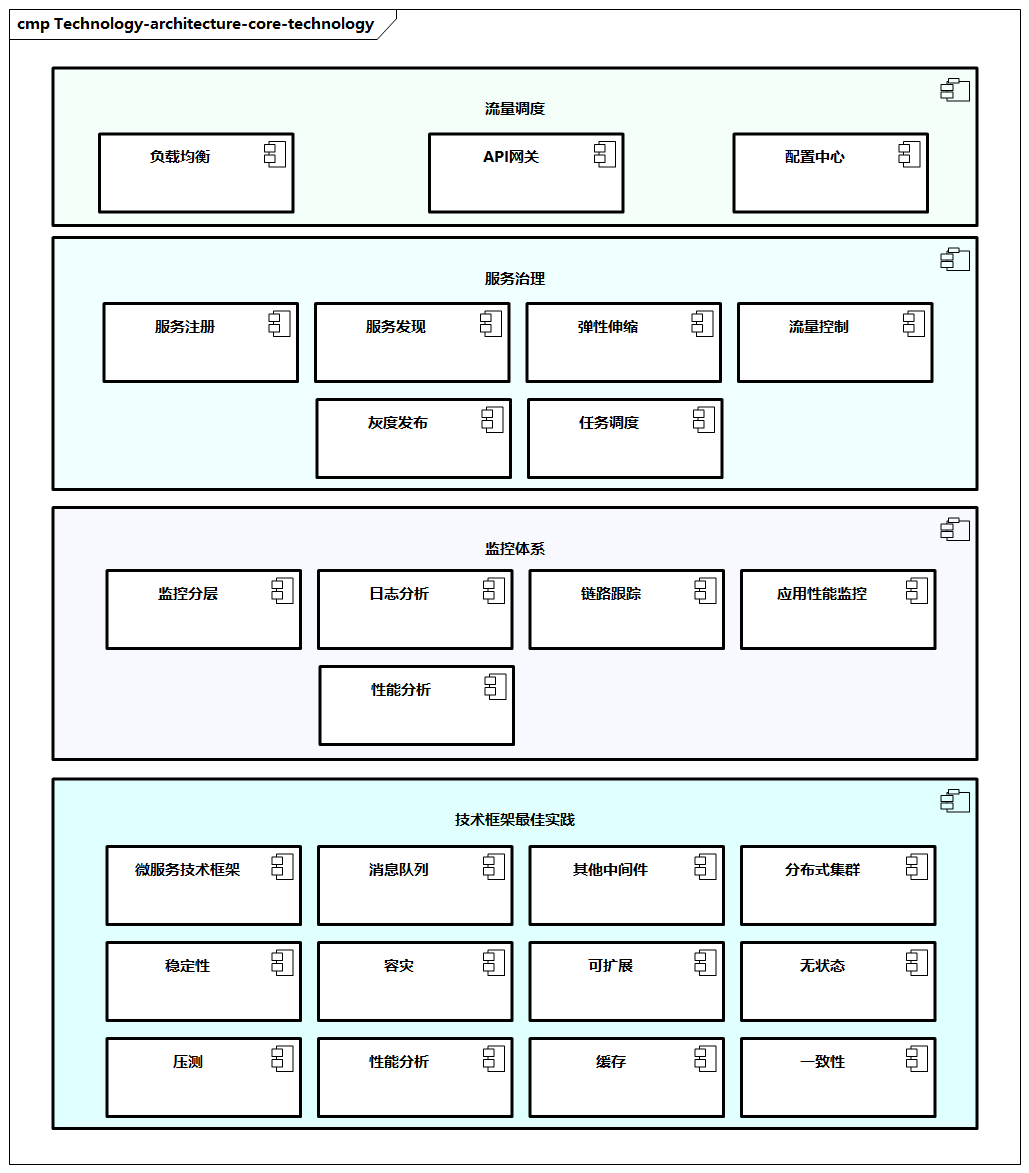 cmp Technology-architecture-core-technology
流量调度
负载均衡
API网关
配置中心
服务治理
服务注册
服务发现
弹性伸缩
流量控制
灰度发布
任务调度
监控体系
监控分层
日志分析
链路跟踪
应用性能监控
性能分析
技术框架最佳实践
微服务技术框架
消息队列
其他中间件
分布式集群
稳定性
容灾
可扩展
无状态
压测
性能分析
缓存
一致性